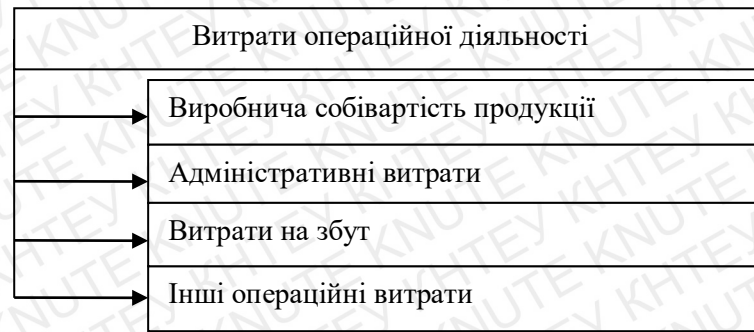 Витрати операційної діяльності
Виробнича собівартість продукції
Адміністративні витрати
Витрати на збут
Інші операційні витрати